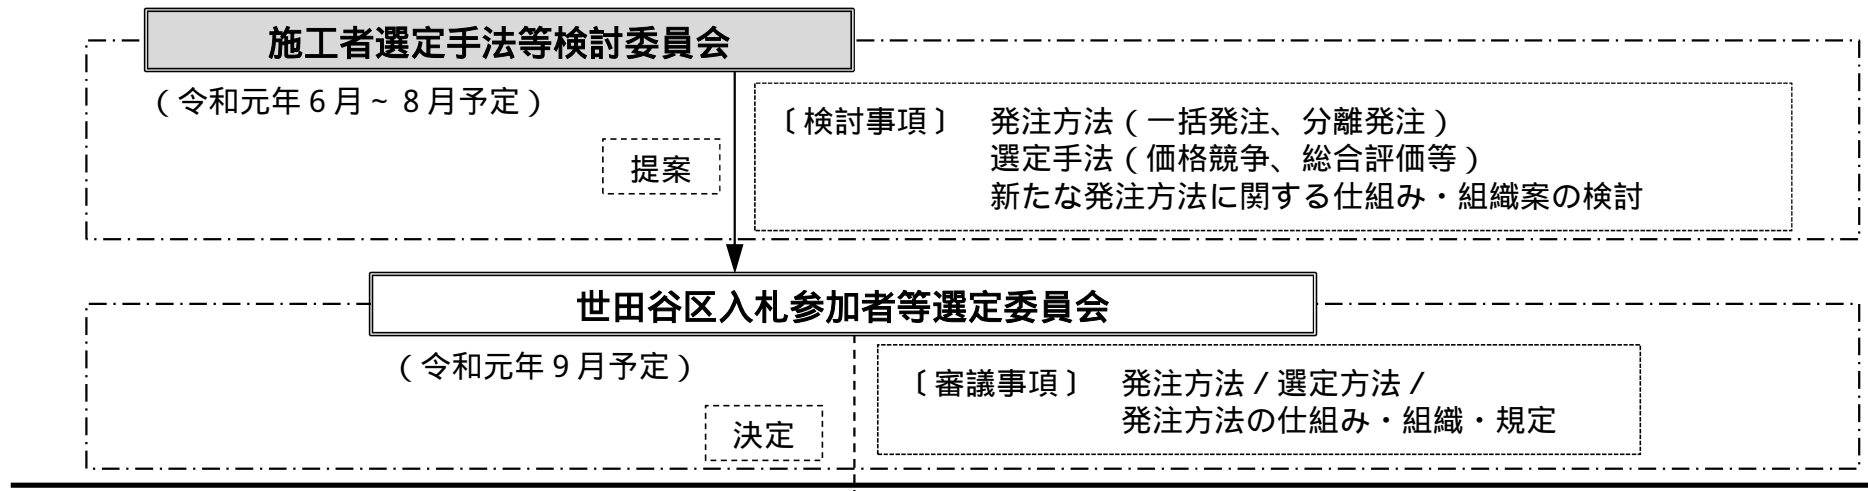 施工者選定手法等検討委員会
（令和元年６月～８月予定）
提案
〔検討事項〕　発注方法（一括発注、分離発注）
選定手法（価格競争、総合評価等）
新たな発注方法に関する仕組み・組織案の検討
世田谷区入札参加者等選定委員会
（令和元年９月予定）
決定
〔審議事項〕　発注方法／選定方法／
発注方法の仕組み・組織・規定